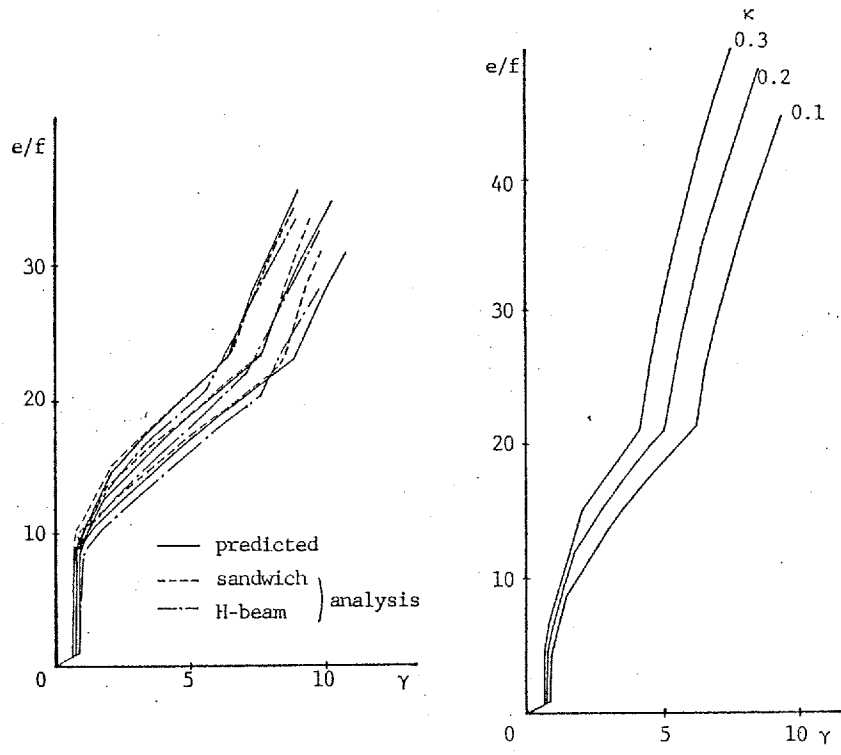 e/f
30
20
10
0
5
10
γ
predicted
sandwich
H-beam
analysis
κ
0.3
0.2
0.1
e/f
40
30
20
10
0
5
10 γ